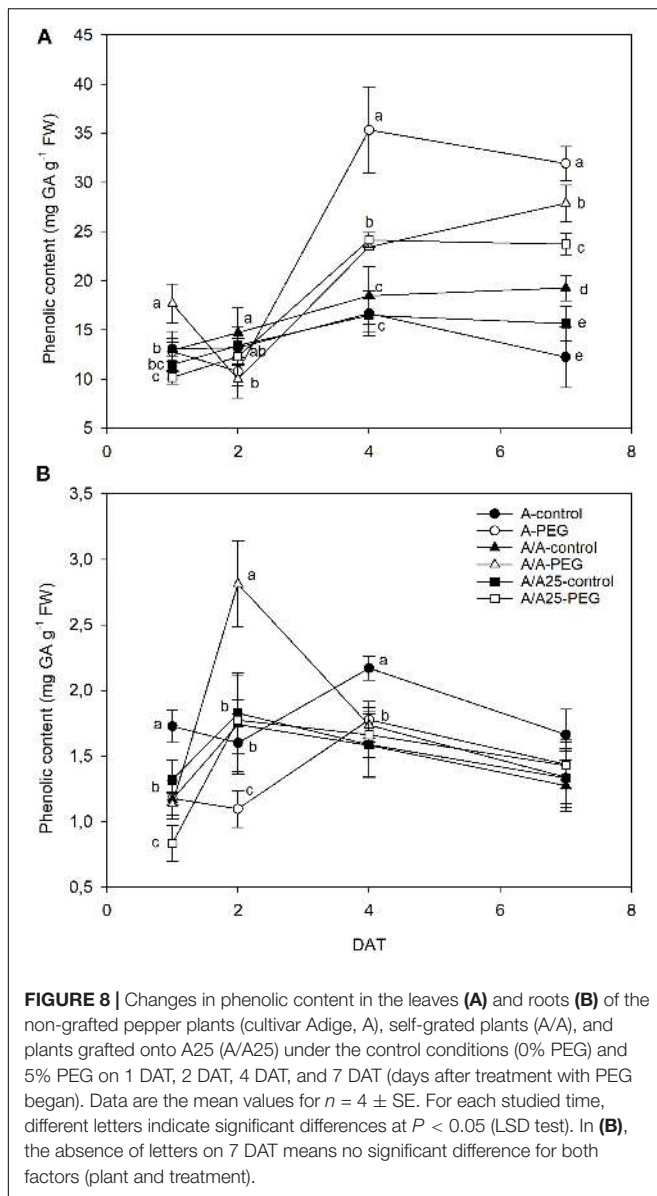 A
Phenolic content (mg GA g⁻¹ FW)
45
40
35
30
25
20
15
10
5
0
2
4
6
8
a
b
bc
c
a
ab
b
a
b
c
c
a
b
c
d
e
e
B
Phenolic content (mg GA g⁻¹ FW)
3,5
3,0
2,5
2,0
1,5
1,0
0,5
0
2
4
6
8
DAT
a
b
c
a
b
b
c
a
b
A-control
A-PEG
A/A-control
A/A-PEG
A/A25-control
A/A25-PEG
FIGURE 8 | Changes in phenolic content in the leaves (A) and roots (B) of the
non-grafted pepper plants (cultivar Adige, A), self-grated plants (A/A), and
plants grafted onto A25 (A/A25) under the control conditions (0% PEG) and
5% PEG on 1 DAT, 2 DAT, 4 DAT, and 7 DAT (days after treatment with PEG
began). Data are the mean values for n = 4 ± SE. For each studied time,
different letters indicate significant differences at P < 0.05 (LSD test). In (B),
the absence of letters on 7 DAT means no significant difference for both
factors (plant and treatment).